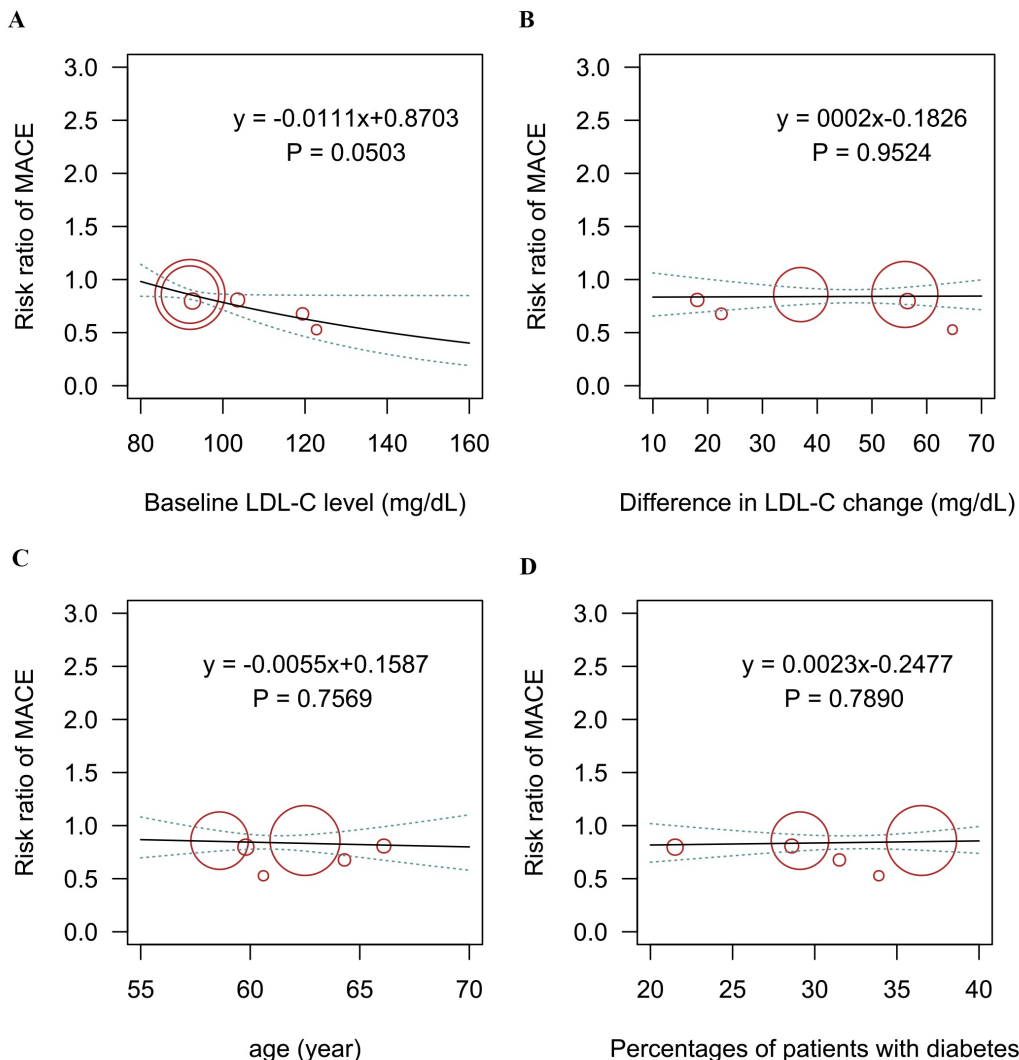 A
3.0
2.5
2.0
1.5
1.0
0.5
0.0
Risk ratio of MACE
y = -0.0111x+0.8703
P = 0.0503
80 100 120 140 160
Baseline LDL-C level (mg/dL)
B
3.0
2.5
2.0
1.5
1.0
0.5
0.0
Risk ratio of MACE
y = 0002x-0.1826
P = 0.9524
10 20 30 40 50 60 70
Difference in LDL-C change (mg/dL)
C
3.0
2.5
2.0
1.5
1.0
0.5
0.0
Risk ratio of MACE
y = -0.0055x+0.1587
P = 0.7569
55 60 65 70
age (year)
D
3.0
2.5
2.0
1.5
1.0
0.5
0.0
Risk ratio of MACE
y = 0.0023x-0.2477
P = 0.7890
20 25 30 35 40
Percentages of patients with diabetes